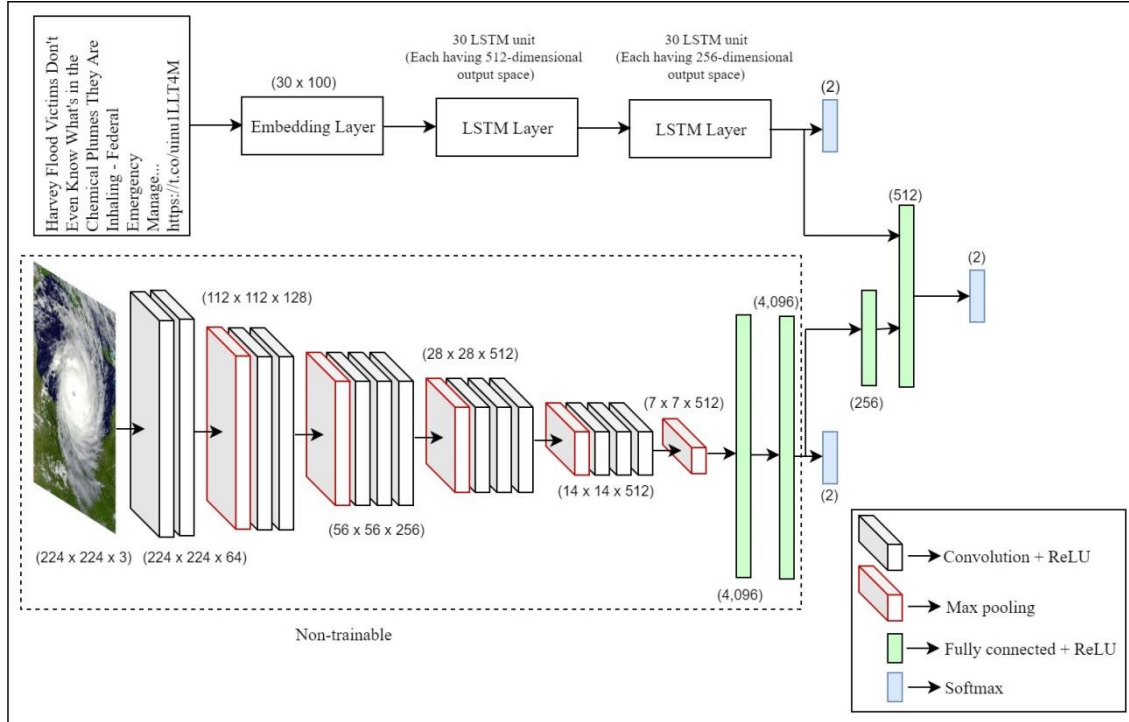 Harvey Flood Victims Don't
Even Know What's in the
Chemical Plumes They Are
Inhaling - Federal
Emergency
Manage...
https://t.co/uinu1LLT4M
(30 x 100)
Embedding Layer
30 LSTM unit
(Each having 512-dimensional
output space)
LSTM Layer
30 LSTM unit
(Each having 256-dimensional
output space)
LSTM Layer
(2)
(512)
(2)
(256)
(2)
(224 x 224 x 3)
(224 x 224 x 64)
(112 x 112 x 128)
(56 x 56 x 256)
(28 x 28 x 512)
(14 x 14 x 512)
(7 x 7 x 512)
(4,096)
(4,096)
Non-trainable
Convolution + ReLU
Max pooling
Fully connected + ReLU
Softmax